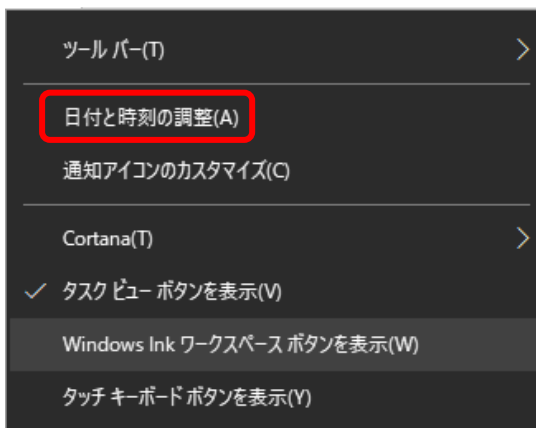 ツール バー(T)
日付と時刻の調整(A)
通知アイコンのカスタマイズ(C)
Cortana(T)
タスク ビュー ボタンを表示(V)
Windows Ink ワークスペース ボタンを表示(W)
タッチ キーボード ボタンを表示(Y)